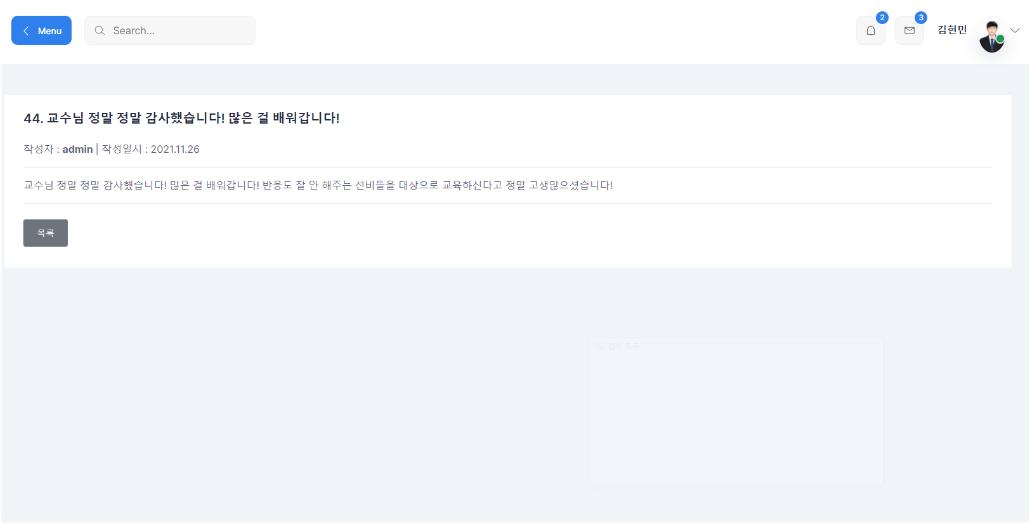 Menu
Search...
2
3
김현민
44. 교수님 정말 정말 감사했습니다! 많은 걸 배워갑니다!
작성자 : admin | 작성일시 : 2021.11.26
교수님 정말 정말 감사했습니다! 많은 걸 배워갑니다! 반응도 잘 안 해주는 선비들을 대상으로 교육하신다고 정말 고생많으셨습니다!
목록